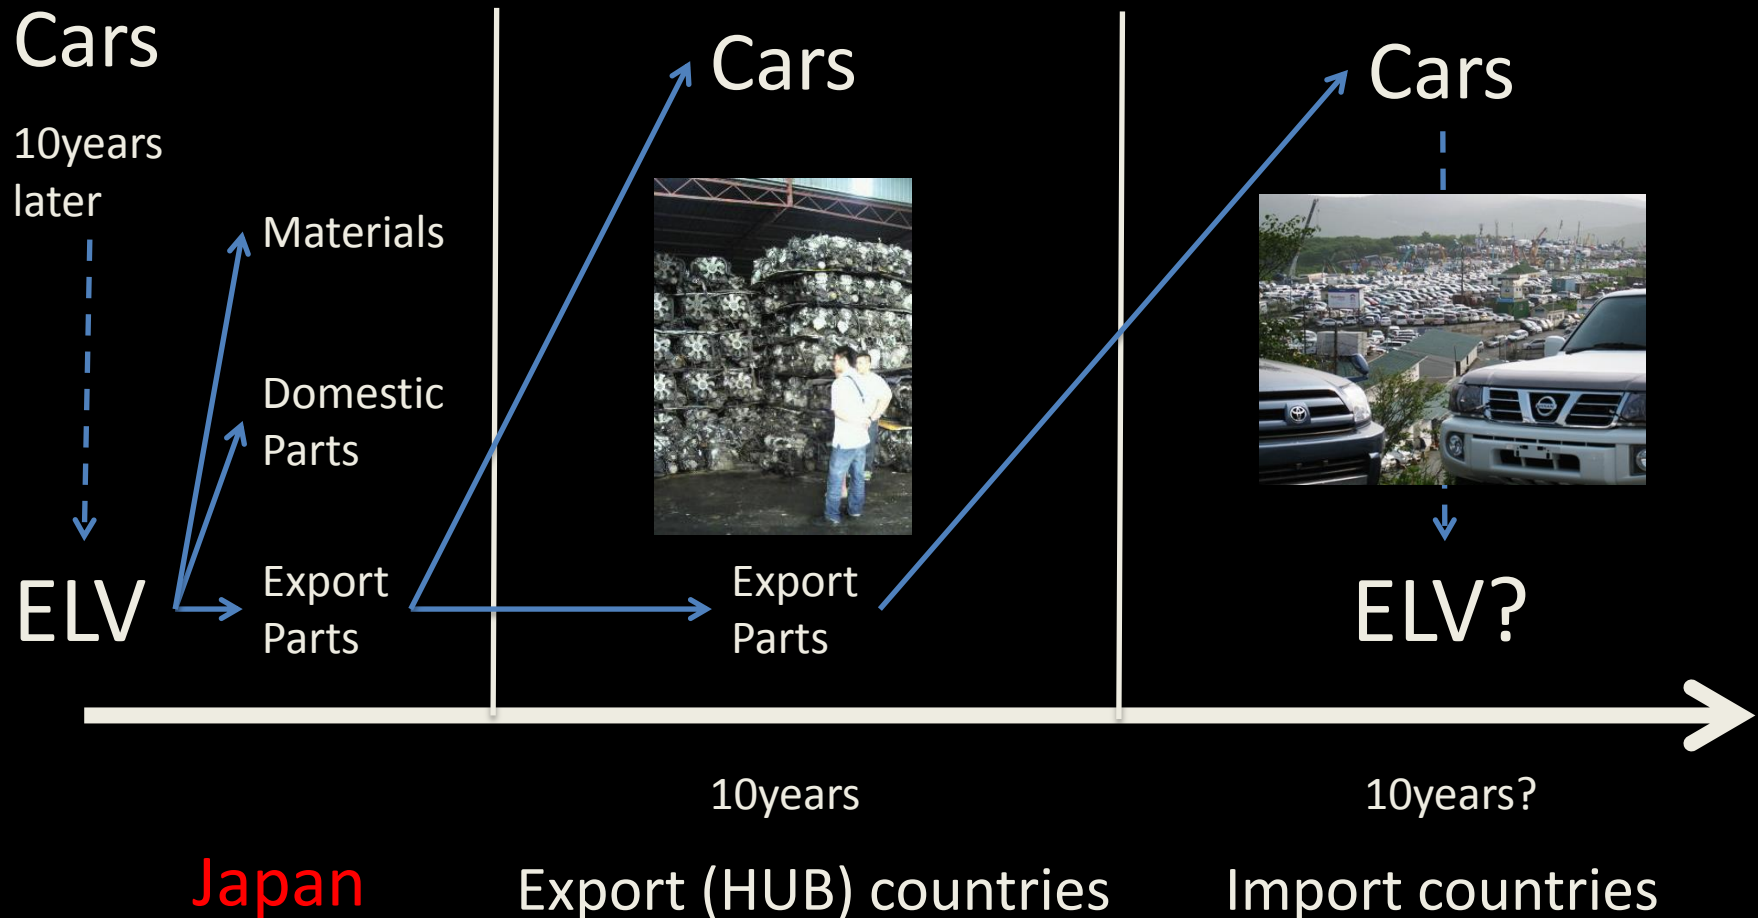 Cars
10years
later
Materials
Domestic
Parts
ELV
Export
Parts
Cars
Export
Parts
Cars
ELV?
10years
10years?
Japan
Export (HUB) countries
Import countries